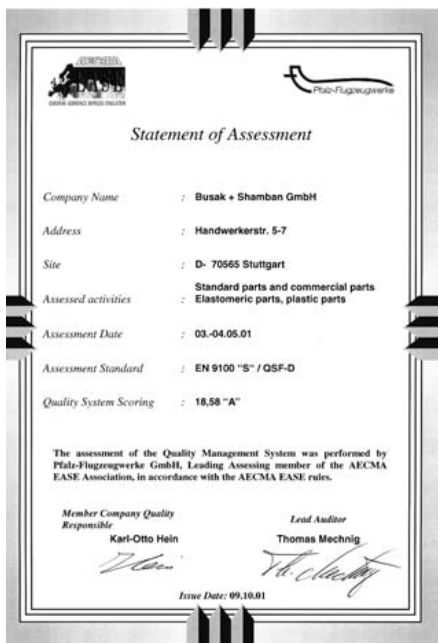 AECMA
EASE
EUROPEAN AEROSPACE SUPPLIER EVALUATION
Pfalz-Flugzeugwerke
Statement of Assessment
Company Name : Busak + Shamban GmbH
Address : Handwerkerstr. 5-7
Site : D- 70565 Stuttgart
Standard parts and commercial parts
Assessed activities : Elastomeric parts, plastic parts
Assessment Date : 03.-04.05.01
Assessment Standard : EN 9100 "S" / QSF-D
Quality System Scoring : 18,58 "A"
The assessment of the Quality Management System was performed by
Pfalz-Flugzeugwerke GmbH, Leading Assessing member of the AECMA
EASE Association, in accordance with the AECMA EASE rules.
Member Company Quality
Responsible
Lead Auditor
Karl-Otto Hein
Thomas Mechnig
Issue Date: 09.10.01